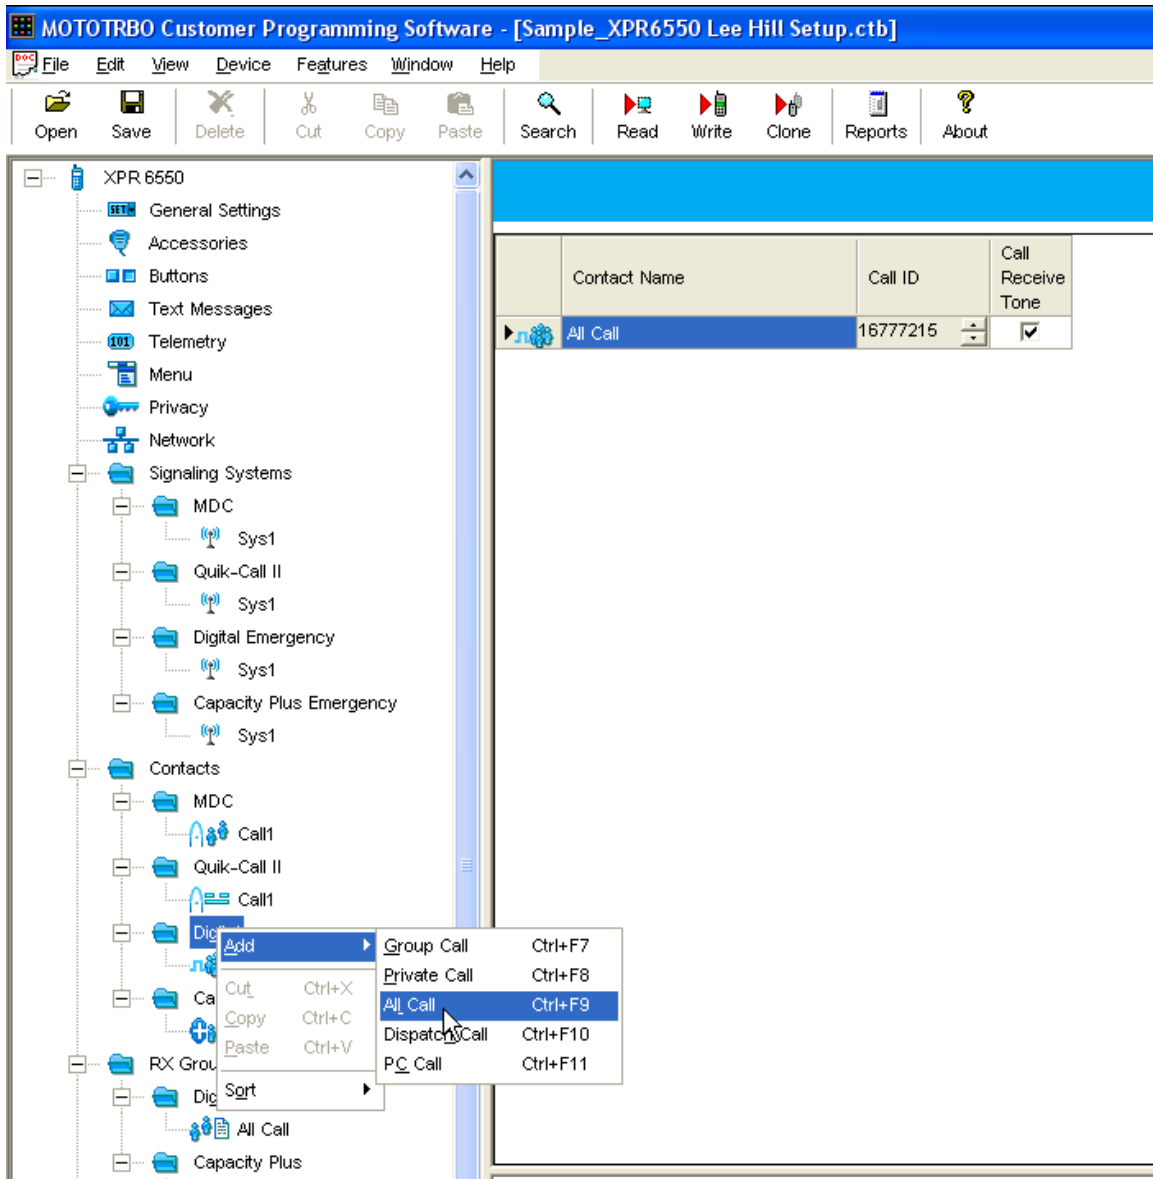 MOTOTRBO Customer Programming Software - [Sample_XPR6550 Lee Hill Setup.ctb]
File Edit View Device Features Window Help
Open Save Delete Cut Copy Paste Search Read Write Clone Reports About
XPR 6550
General Settings
Accessories
Buttons
Text Messages
Telemetry
Menu
Privacy
Network
Signaling Systems
MDC
Sys1
Quik-Call II
Sys1
Digital Emergency
Sys1
Capacity Plus Emergency
Sys1
Contacts
MDC
Call1
Quik-Call II
Call1
Dig
Ca
RX Grou
Dig
All Call
Capacity Plus
Contact Name Call ID Call Receive Tone
All Call 16777215
Add
Cut Ctrl+X
Copy Ctrl+C
Paste Ctrl+V
Sort
Group Call Ctrl+F7
Private Call Ctrl+F8
All Call Ctrl+F9
Dispatch Call Ctrl+F10
PC Call Ctrl+F11